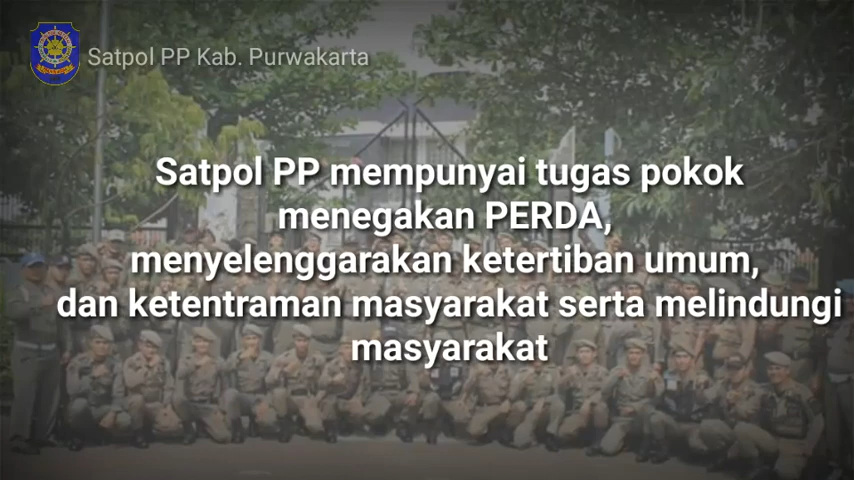 Satpol PP Kab. Purwakarta
Satpol PP mempunyai tugas pokok
menegakan PERDA,
menyelenggarakan ketertiban umum,
dan ketentraman masyarakat serta melindungi
masyarakat